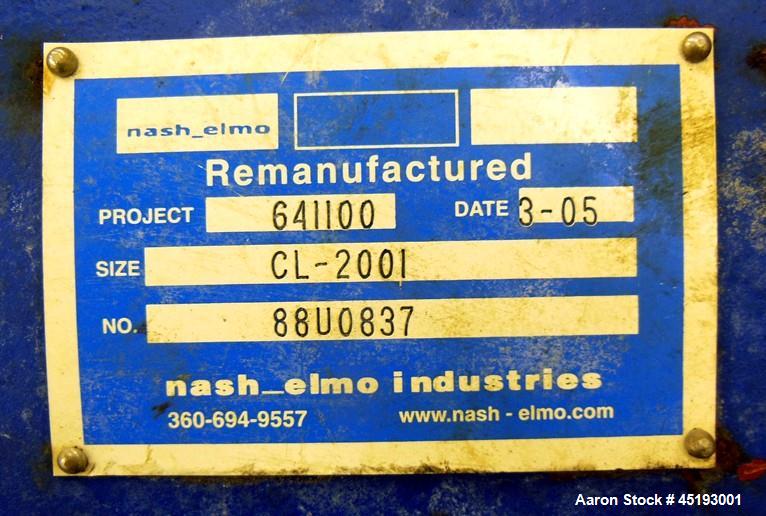 nash_elmo
Remanufactured
PROJECT 641100 DATE 3-05
SIZE CL-2001
NO. 88U0837
nash_elmo industries
360-694-9557 www.nash-elmo.com
Aaron Stock # 45193001